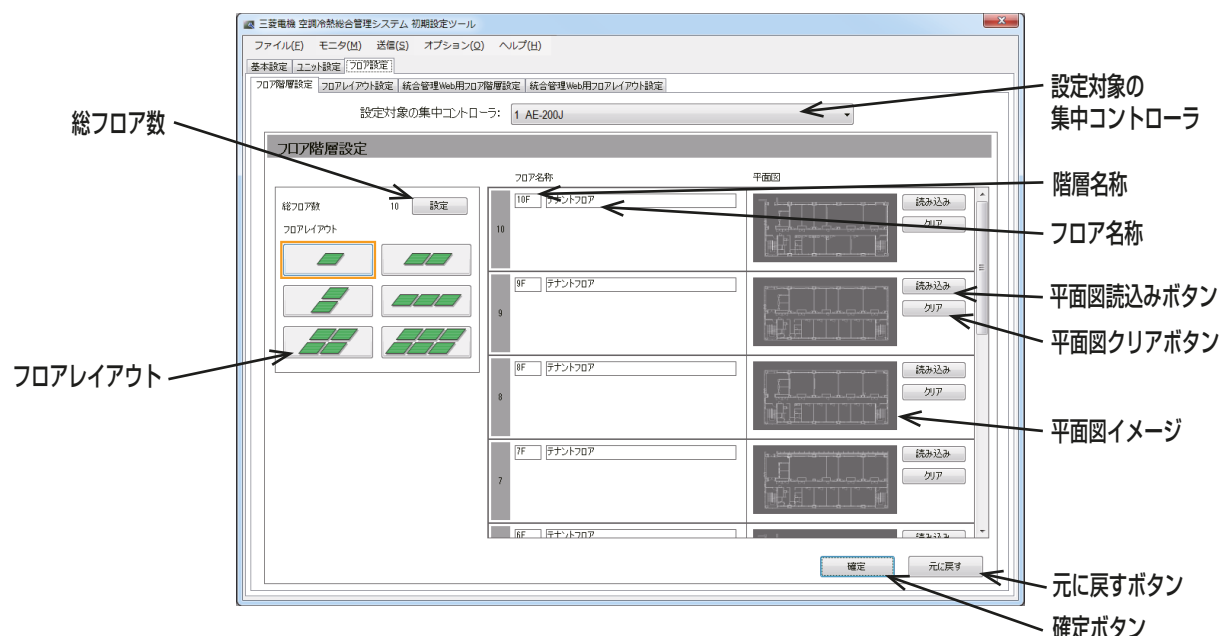 三菱電機 空調冷熱総合管理システム 初期設定ツール
ファイル(F) モニタ(M) 送信(S) オプション(O) ヘルプ(H)
基本設定 ユニット設定 フロア設定
フロア階層設定 フロアレイアウト設定 統合管理Web用フロア階層設定 統合管理Web用フロアレイアウト設定
設定対象の集中コントローラ: 1 AE-200J
設定対象の
集中コントローラ
総フロア数
フロア階層設定
フロア名称 平面図
階層名称
総フロア数 10 設定
フロアレイアウト
10 10F テナントフロア 読み込み
クリア
フロア名称
9 9F テナントフロア 読み込み
クリア
平面図読込みボタン
平面図クリアボタン
フロアレイアウト
8 8F テナントフロア 読み込み
クリア
平面図イメージ
7 7F テナントフロア 読み込み
クリア
6F テナントフロア 読み込み
確定 元に戻す
元に戻すボタン
確定ボタン